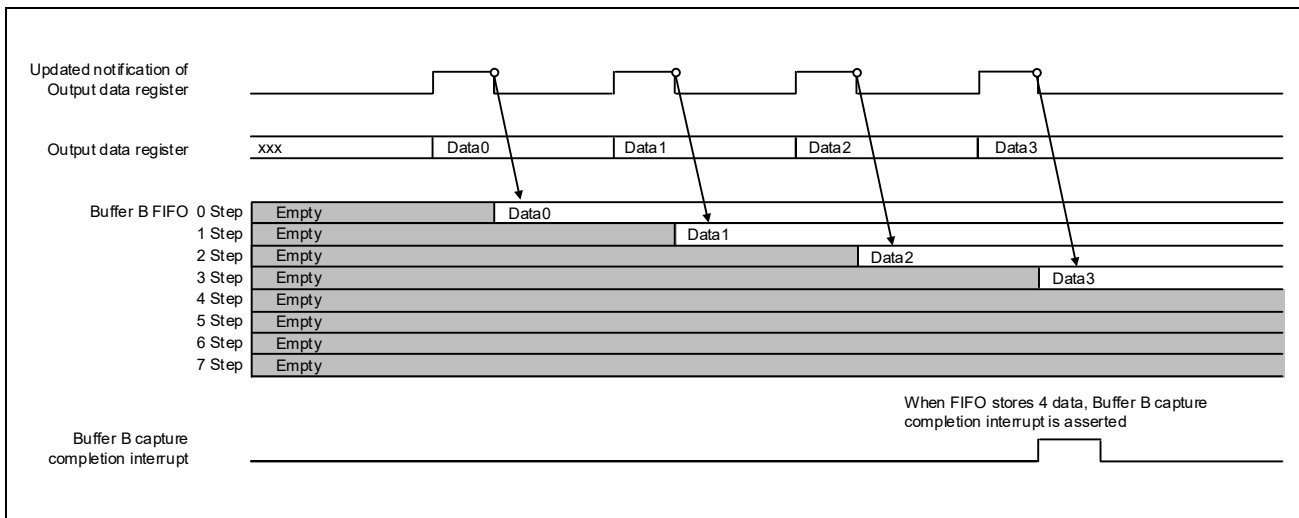 Updated notification of
Output data register
Output data register
xxx
Data0
Data1
Data2
Data3
Buffer B FIFO 0 Step
Empty
Data0
1 Step
Empty
Data1
2 Step
Empty
Data2
3 Step
Empty
Data3
4 Step
Empty
5 Step
Empty
6 Step
Empty
7 Step
Empty
When FIFO stores 4 data, Buffer B capture
completion interrupt is asserted
Buffer B capture
completion interrupt